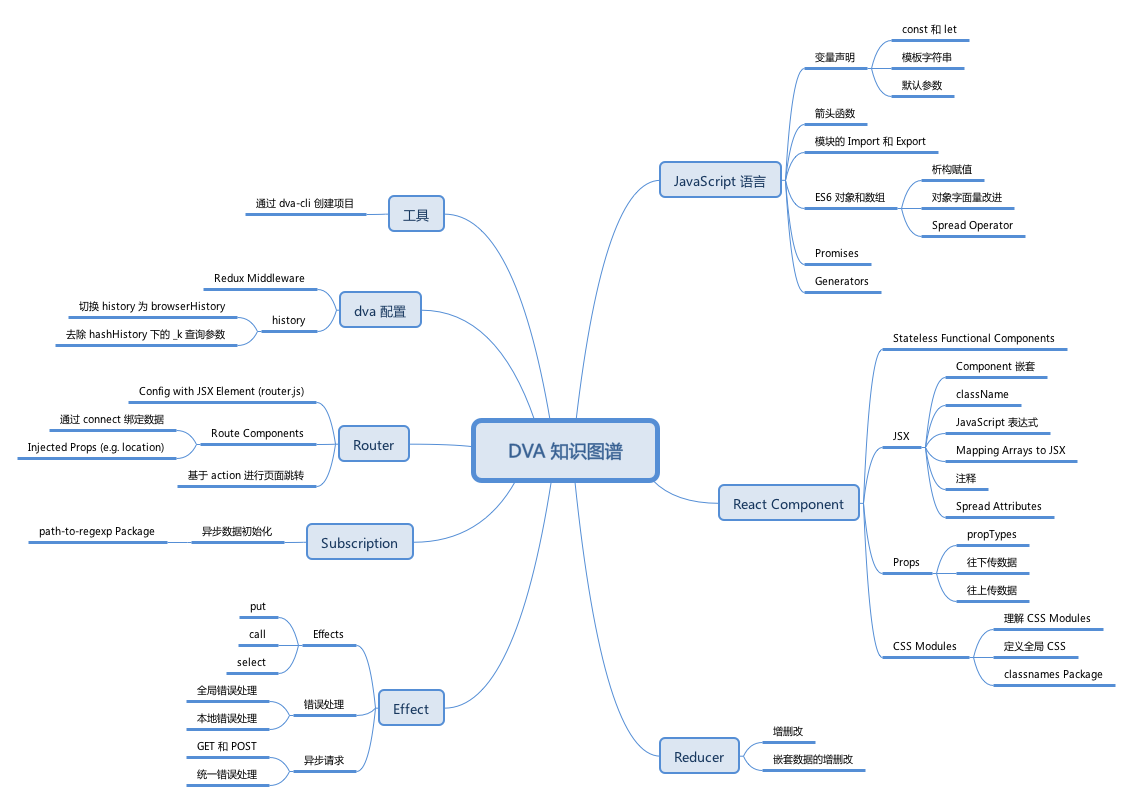 DVA 知识图谱
JavaScript 语言
变量声明
const 和 let
模板字符串
默认参数
箭头函数
模块的 Import 和 Export
ES6 对象和数组
析构赋值
对象字面量改进
Spread Operator
Promises
Generators
React Component
Stateless Functional Components
JSX
Component 嵌套
className
JavaScript 表达式
Mapping Arrays to JSX
注释
Spread Attributes
Props
propTypes
往下传数据
往上传数据
CSS Modules
理解 CSS Modules
定义全局 CSS
classnames Package
Reducer
增删改
嵌套数据的增删改
工具
通过 dva-cli 创建项目
dva 配置
Redux Middleware
history
切换 history 为 browserHistory
去除 hashHistory 下的 _k 查询参数
Router
Config with JSX Element (router.js)
Route Components
通过 connect 绑定数据
Injected Props (e.g. location)
基于 action 进行页面跳转
Subscription
异步数据初始化
path-to-regexp Package
Effect
Effects
put
call
select
错误处理
全局错误处理
本地错误处理
异步请求
GET 和 POST
统一错误处理